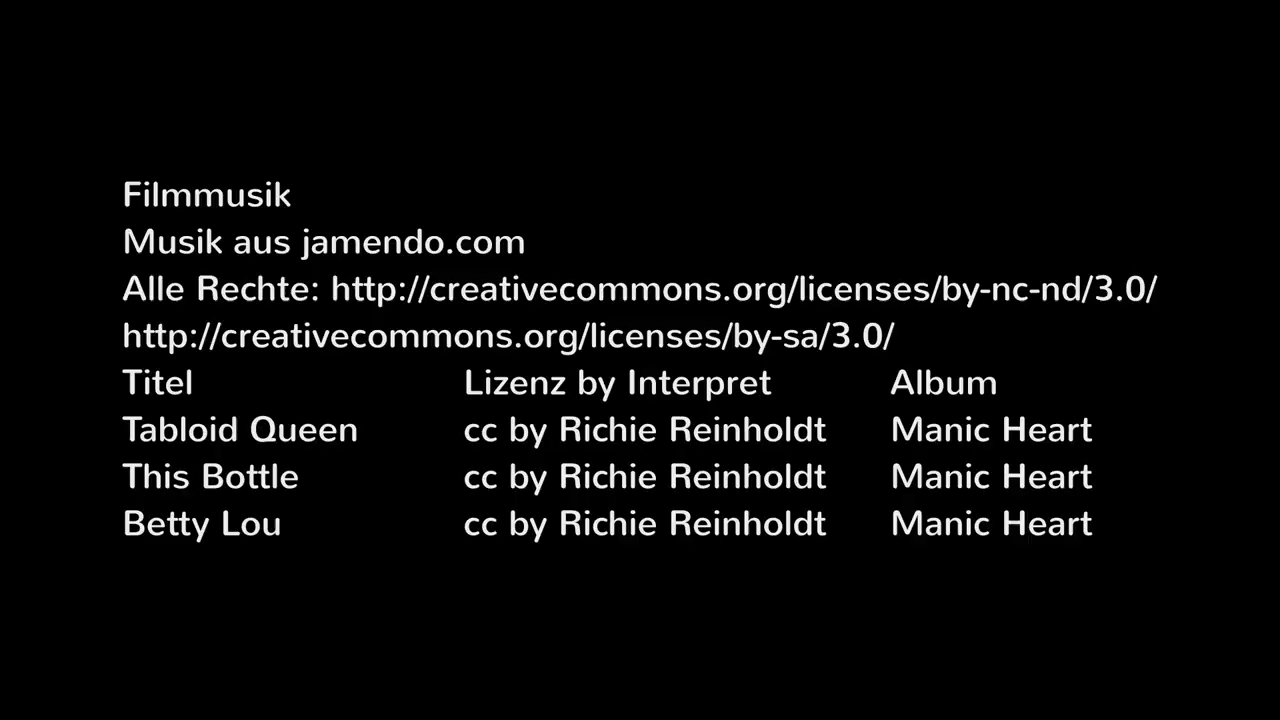 Filmmusik
Musik aus jamendo.com
Alle Rechte: http://creativecommons.org/licenses/by-nc-nd/3.0/
http://creativecommons.org/licenses/by-sa/3.0/
Titel Lizenz by Interpret Album
Tabloid Queen cc by Richie Reinholdt Manic Heart
This Bottle cc by Richie Reinholdt Manic Heart
Betty Lou cc by Richie Reinholdt Manic Heart